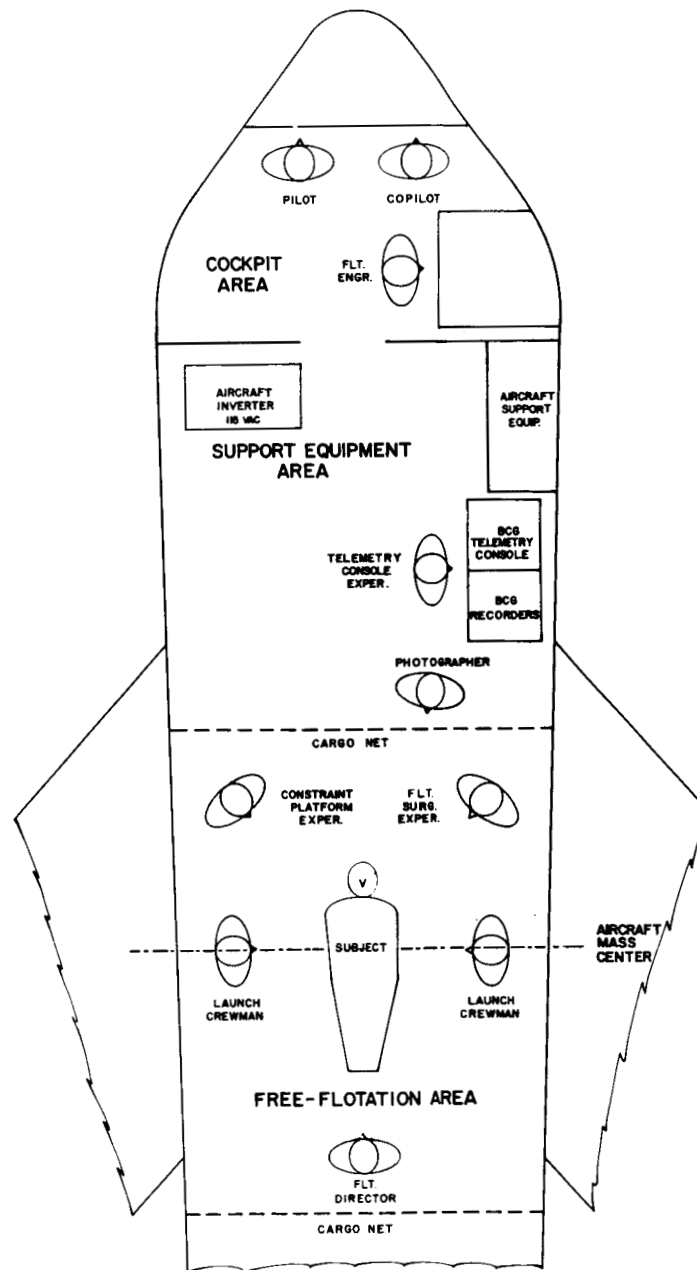 PILOT
COPILOT
COCKPIT
AREA
FLT.
ENGR.
AIRCRAFT
INVERTER
115 VAC
AIRCRAFT
SUPPORT
EQUIP.
SUPPORT EQUIPMENT
AREA
BCG
TELEMETRY
CONSOLE
TELEMETRY
CONSOLE
EXPER.
BCG
RECORDERS
PHOTOGRAPHER
CARGO NET
CONSTRAINT
PLATFORM
EXPER.
FLT.
SURG.
EXPER.
SUBJECT
AIRCRAFT
MASS
CENTER
LAUNCH
CREWMAN
LAUNCH
CREWMAN
FREE-FLOTATION AREA
FLT.
DIRECTOR
CARGO NET